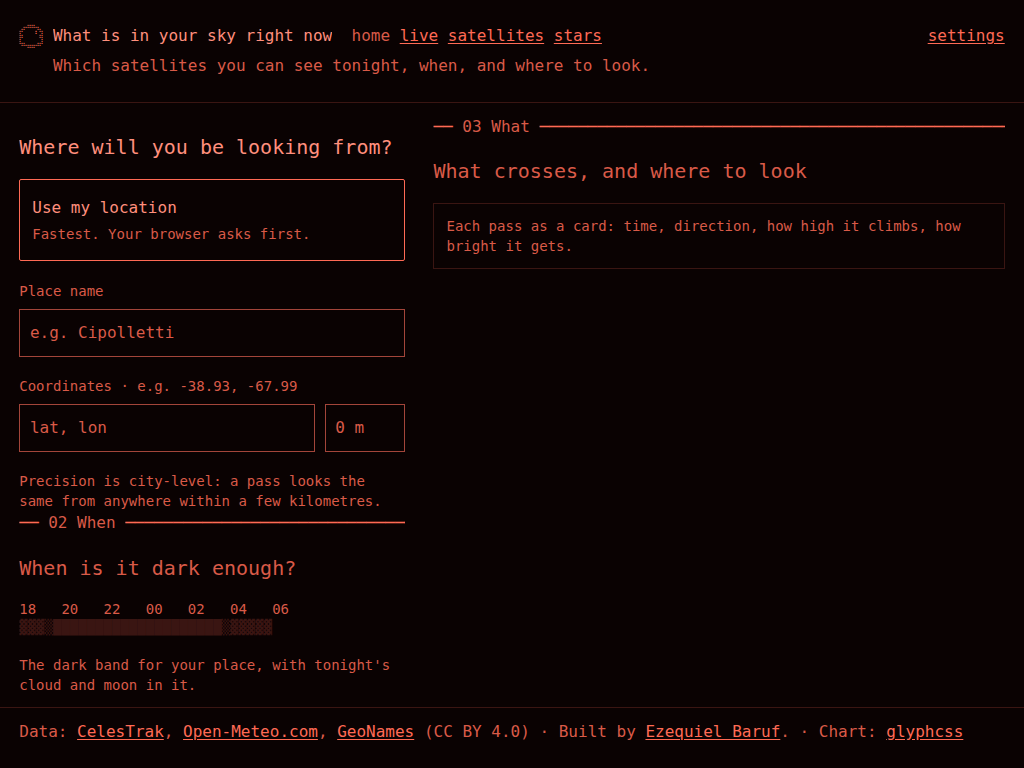 What is in your sky right now home live satellites stars settings
Which satellites you can see tonight, when, and where to look.
Where will you be looking from?
Use my location
Fastest. Your browser asks first.
Place name
e.g. Cipolletti
Coordinates · e.g. -38.93, -67.99
lat, lon
0 m
Precision is city-level: a pass looks the
same from anywhere within a few kilometres.
02 When
When is it dark enough?
18 20 22 00 02 04 06
The dark band for your place, with tonight's
cloud and moon in it.
03 What
What crosses, and where to look
Each pass as a card: time, direction, how high it climbs, how
bright it gets.
Data: CelesTrak, Open-Meteo.com, GeoNames (CC BY 4.0) · Built by Ezequiel Baruf. · Chart: glyphcss